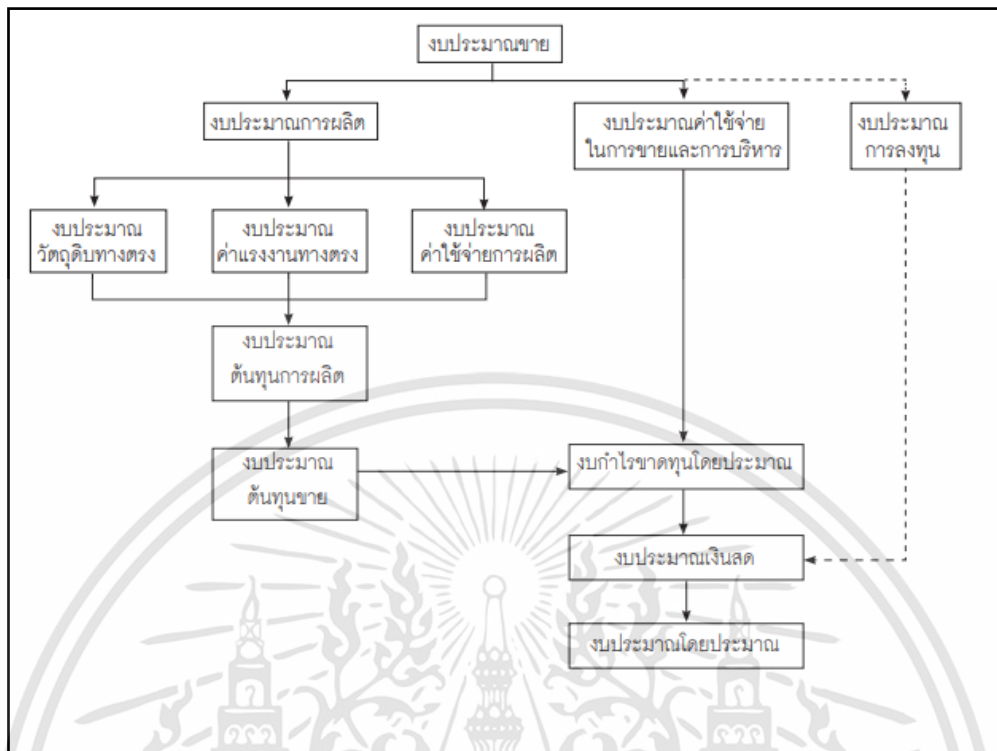 งบประมาณขาย
งบประมาณการผลิต
งบประมาณค่าใช้จ่าย
ในการขายและการบริหาร
งบประมาณ
การลงทุน
งบประมาณ
วัตถุดิบทางตรง
งบประมาณ
ค่าแรงงานทางตรง
งบประมาณ
ค่าใช้จ่ายการผลิต
งบประมาณ
ต้นทุนการผลิต
งบประมาณ
ต้นทุนขาย
งบกำไรขาดทุนโดยประมาณ
งบประมาณเงินสด
งบประมาณโดยประมาณ